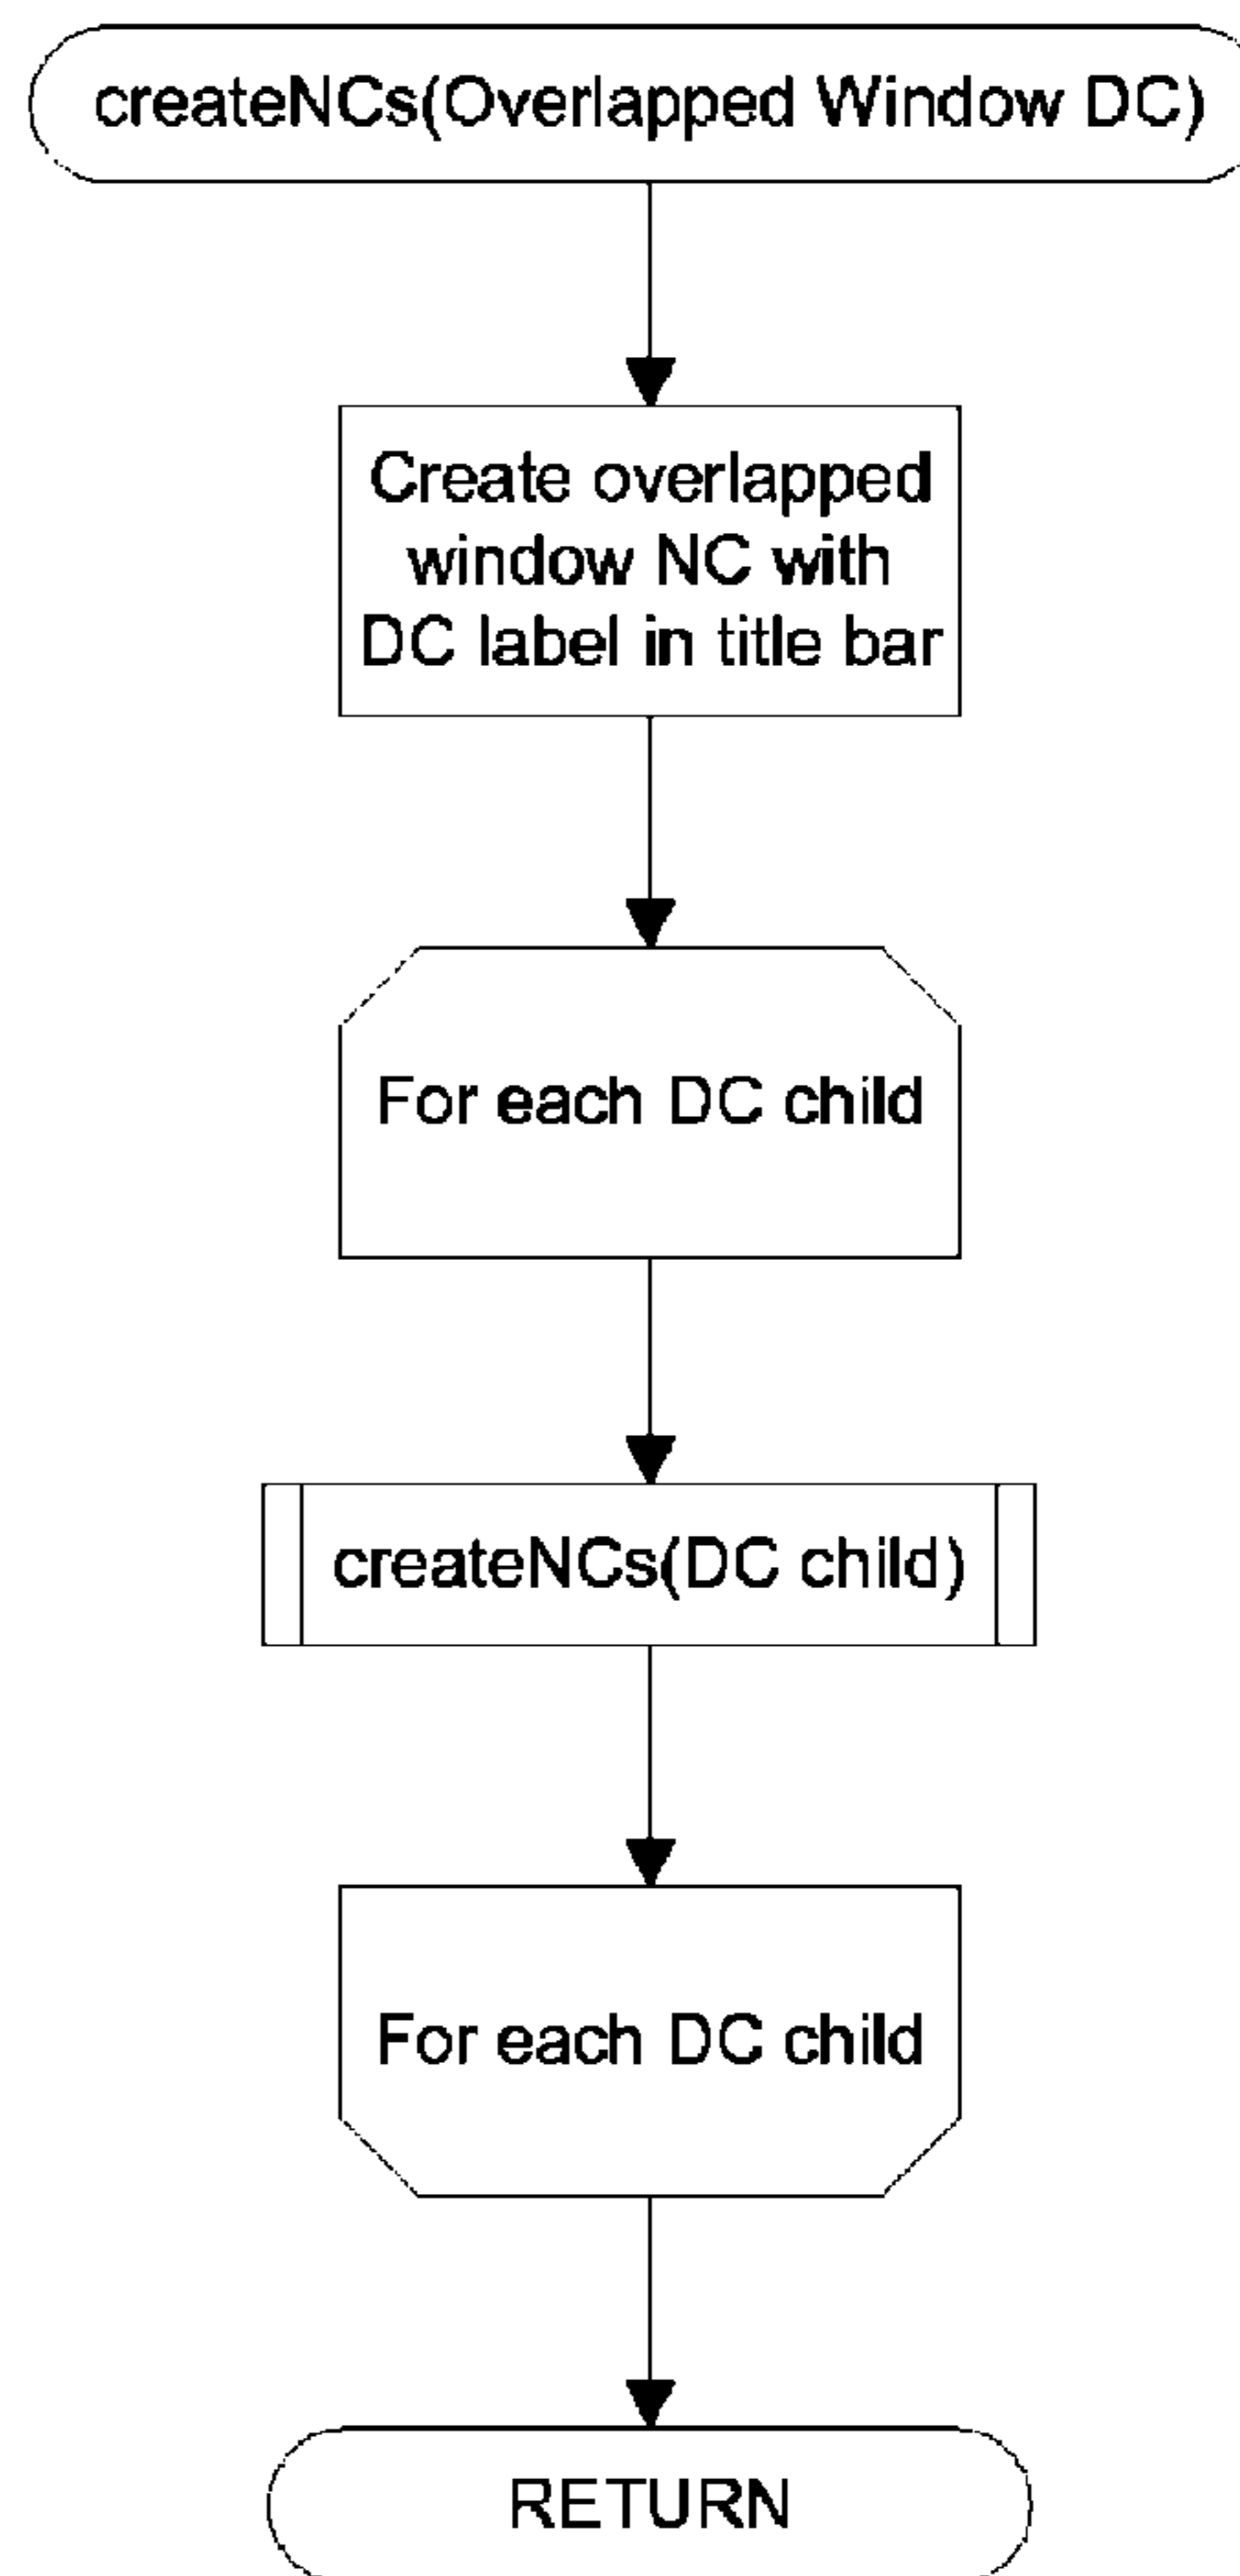 createNCs(Overlapped Window DC)
Create overlapped
window NC with
DC label in title bar
For each DC child
createNCs(DC child)
For each DC child
RETURN